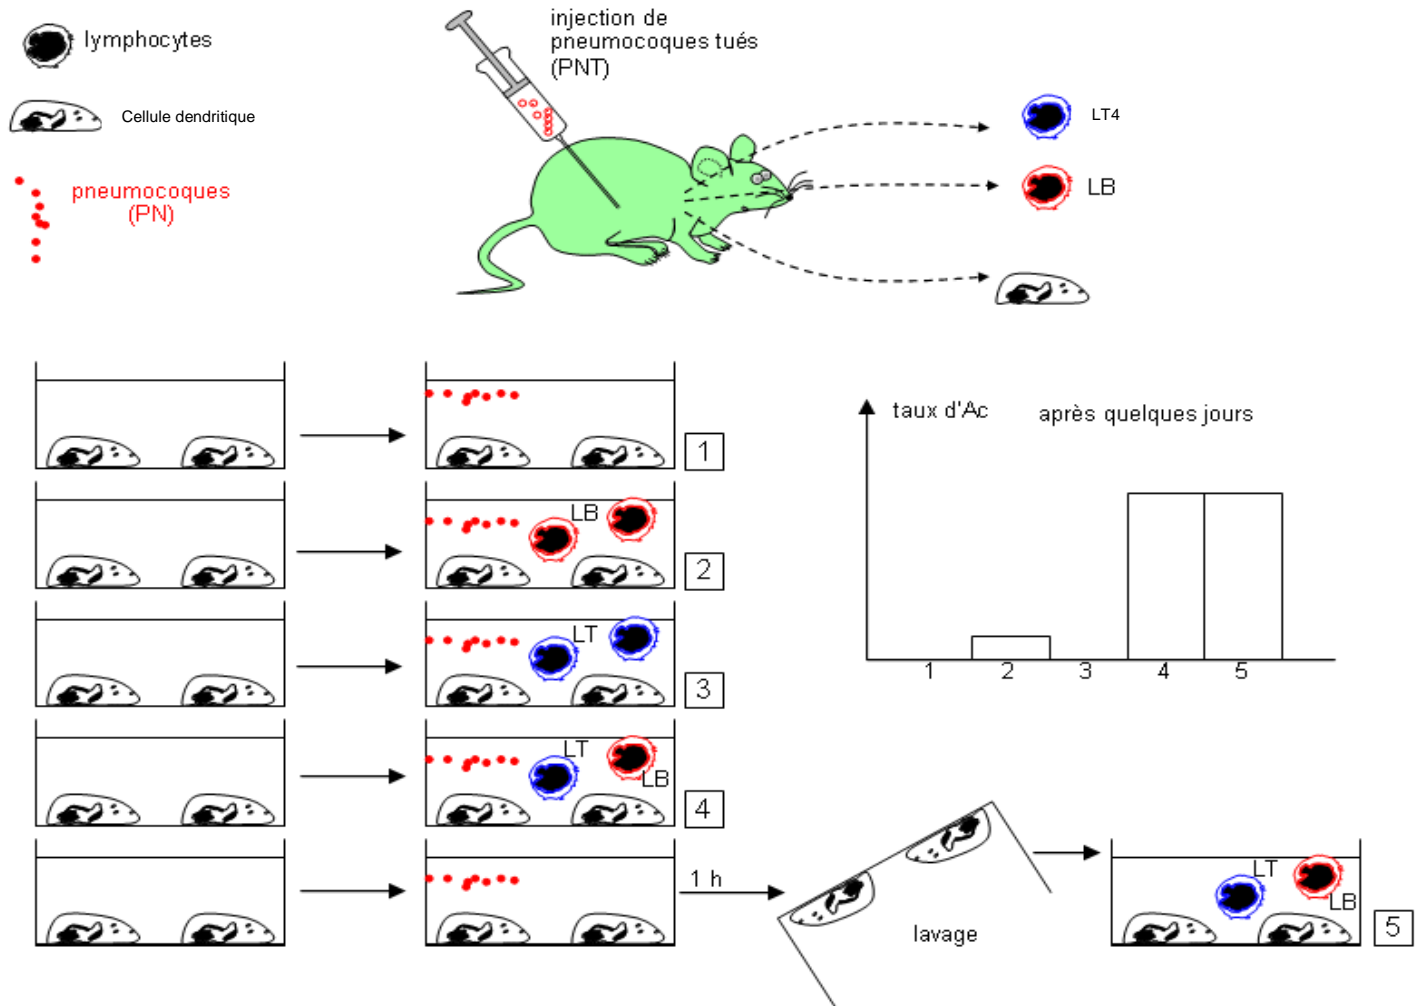 lymphocytes
Cellule dendritique
pneumocoques
(PN)
injection de
pneumocoques tués
(PNT)
LT4
LB
1
LB
2
LT
3
LT
LB
4
1 h
lavage
LT
LB
5
taux d'Ac
après quelques jours
1 2 3 4 5